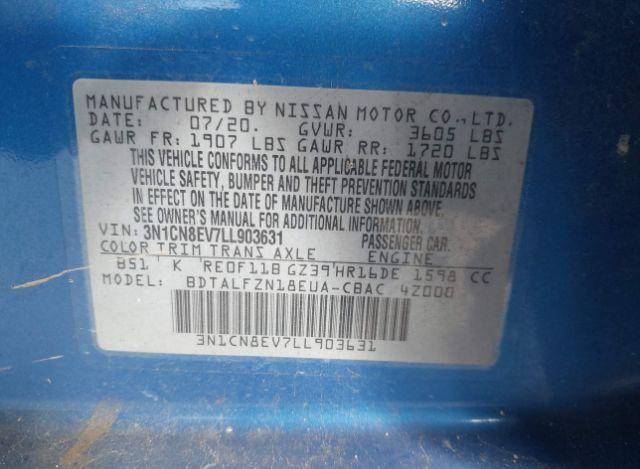 MANUFACTURED BY NISSAN MOTOR CO.,LTD.
DATE: 07/20. GVWR: 3605 LBS
GAWR FR: 1907 LBS GAWR RR: 1720 LBS
THIS VEHICLE CONFORMS TO ALL APPLICABLE FEDERAL MOTOR
VEHICLE SAFETY, BUMPER AND THEFT PREVENTION STANDARDS
IN EFFECT ON THE DATE OF MANUFACTURE SHOWN ABOVE.
SEE OWNER'S MANUAL FOR ADDITIONAL INFORMATION.
VIN: 3N1CN8EV7LL903631 PASSENGER CAR.
COLOR TRIM TRANS AXLE ENGINE
B51 K RE0F11B GZ39 HR16DE 1598 CC
MODEL: BDTALFZN18EUA-CBAC 4Z000
3N1CN8EV7LL903631